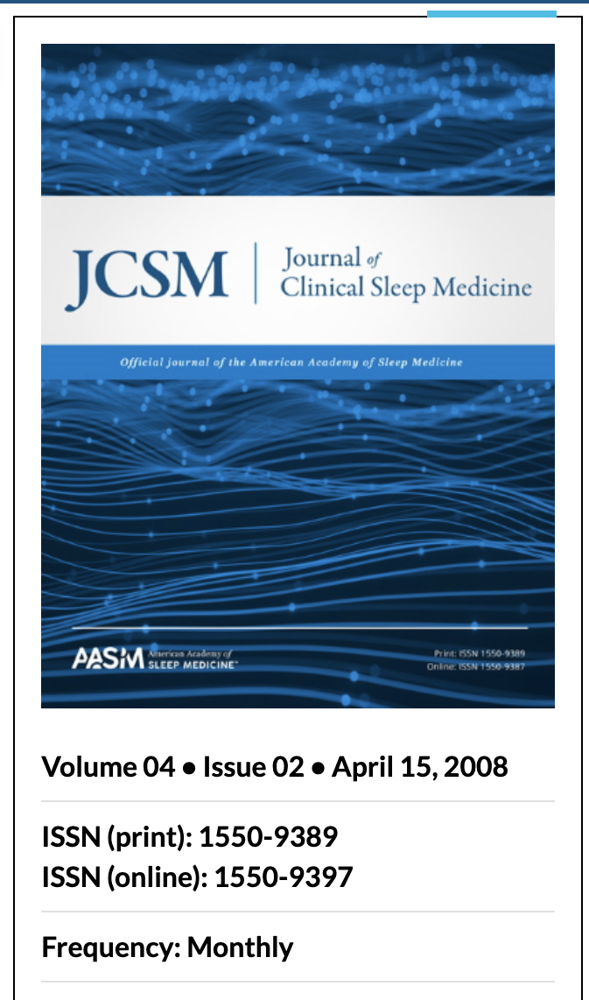 JCSM
Journal of
Clinical Sleep Medicine
Official journal of the American Academy of Sleep Medicine
AASM American Academy of
SLEEP MEDICINE™
Print: ISSN 1550-9389
Online: ISSN 1550-9387
Volume 04 • Issue 02 • April 15, 2008
ISSN (print): 1550-9389
ISSN (online): 1550-9397
Frequency: Monthly